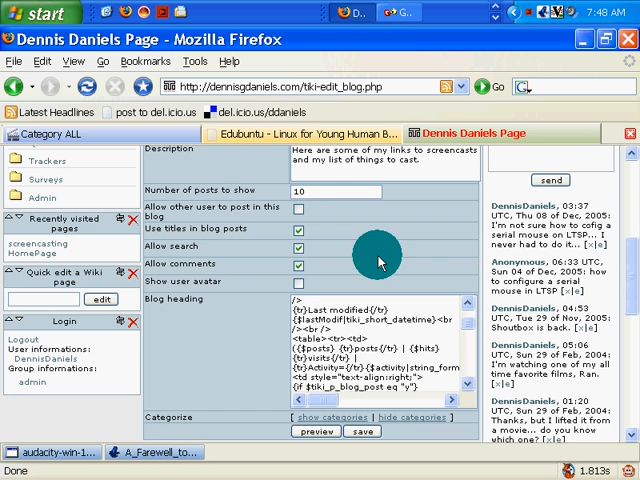 start
D..
G..
7:48 AM
Dennis Daniels Page - Mozilla Firefox
File Edit View Go Bookmarks Tools Help
http://dennisgdaniels.com/tiki-edit_blog.php
Go
Latest Headlines
post to del.icio.us
del.icio.us/ddaniels
Category ALL
Edubuntu - Linux for Young Human B...
Dennis Daniels Page
Trackers
Surveys
Admin
Recently visited pages
screencasting
HomePage
Quick edit a Wiki page
edit
Login
Logout
User informations:
DennisDaniels
Group informations:
admin
Description
Here are some of my links to screencasts
and my list of things to cast.
Number of posts to show
10
Allow other user to post in this
blog
Use titles in blog posts
Allow search
Allow comments
Show user avatar
Blog heading
/>
{tr}Last modified{/tr}
{$lastModif|tiki_short_datetime}<br
/><br />
<table><tr><td>
({$posts} {tr}posts{/tr} | {$hits}
{tr}visits{/tr} |
{tr}Activity={/tr}{$activity|string_form
<td style="text-align:right;">
{if $tiki_p_blog_post eq "y"}
Categorize
[ show categories | hide categories ]
preview
save
send
DennisDaniels, 03:37
UTC, Thu 08 of Dec, 2005:
I'm not sure how to cofig a
serial mouse on LTSP... I
never had to do it... [x|e]
Anonymous, 06:33 UTC,
Sun 04 of Dec, 2005: how
to configure a serial
mouse in LTSP [x|e]
DennisDaniels, 04:53
UTC, Tue 29 of Nov, 2005:
Shoutbox is back. [x|e]
DennisDaniels, 05:06
UTC, Sun 29 of Feb, 2004:
I'm watching one of my all
time favorite films, Ran.
[x|e]
DennisDaniels, 01:20
UTC, Sun 29 of Feb, 2004:
Thanks, but I lifted it from
a movie... do you know
which one? [x|e]
audacity-win-1...
A_Farewell_to...
Done
1.813s